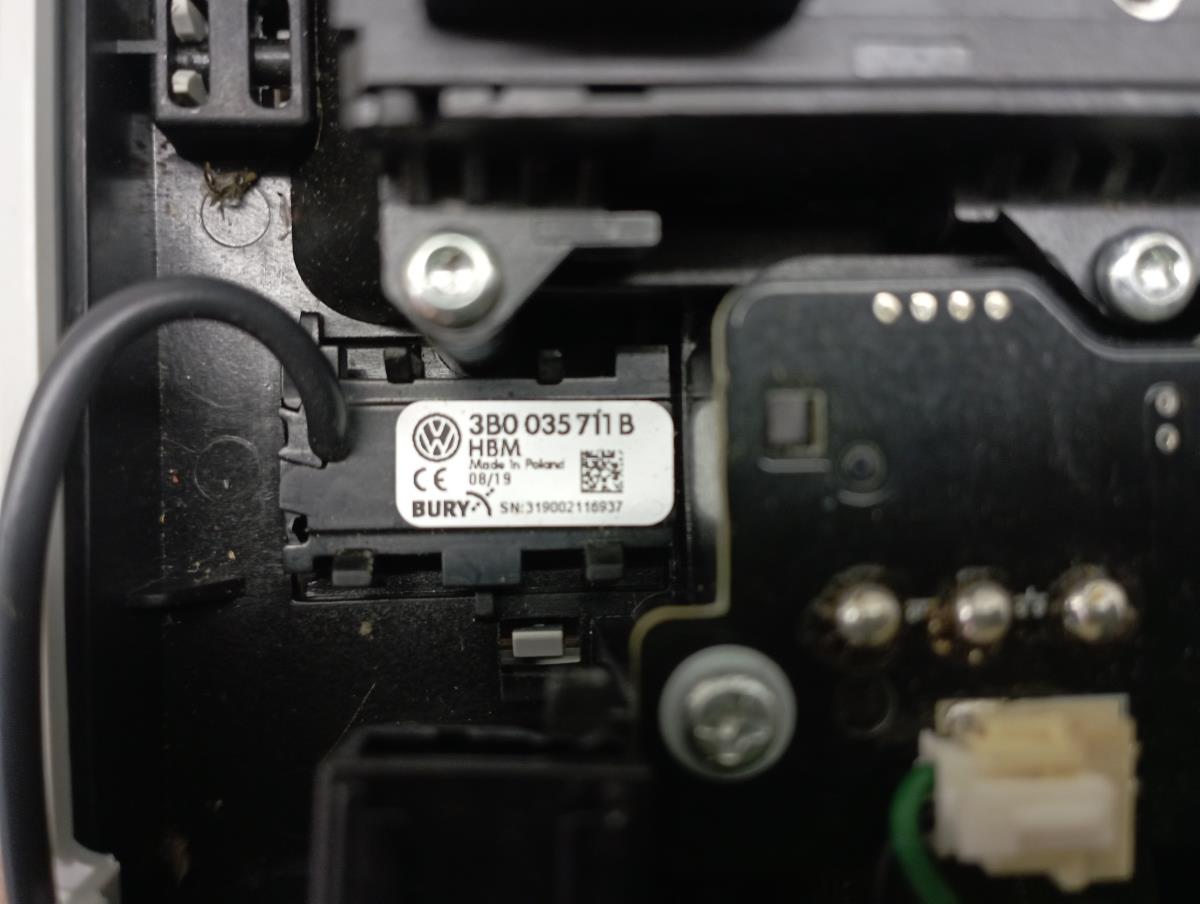 3B0 035 711 B
HBM
Made in Poland
CE 08/19
BURY SN:319002116937